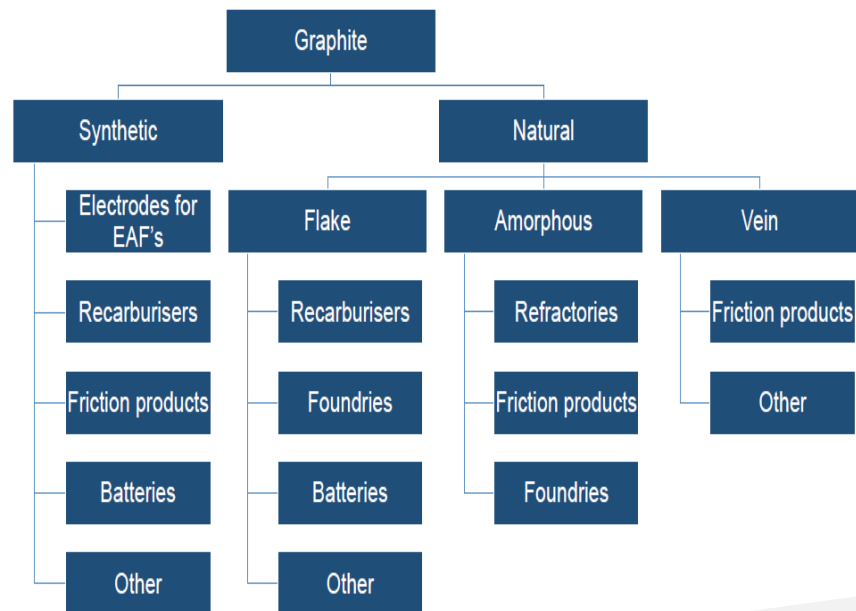 Graphite
Synthetic
Natural
Electrodes for
EAF's
Flake
Amorphous
Vein
Recarburisers
Recarburisers
Refractories
Friction products
Friction products
Foundries
Friction products
Other
Batteries
Batteries
Foundries
Other
Other